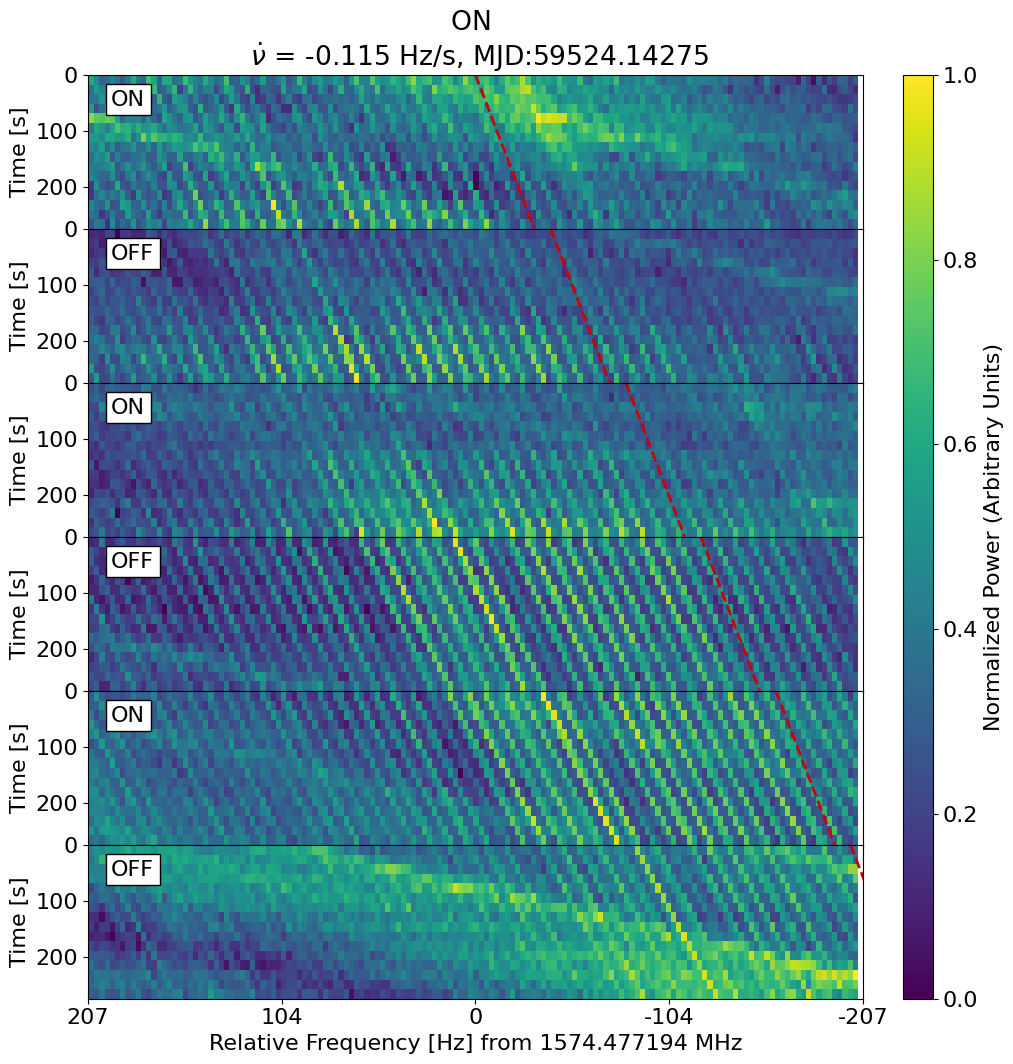 ON
ν̇ = -0.115 Hz/s, MJD:59524.14275
0
100
200
Time [s]
ON
0
100
200
Time [s]
OFF
0
100
200
Time [s]
ON
0
100
200
Time [s]
OFF
0
100
200
Time [s]
ON
0
100
200
Time [s]
OFF
207
104
0
-104
-207
Relative Frequency [Hz] from 1574.477194 MHz
1.0
0.8
0.6
0.4
0.2
0.0
Normalized Power (Arbitrary Units)